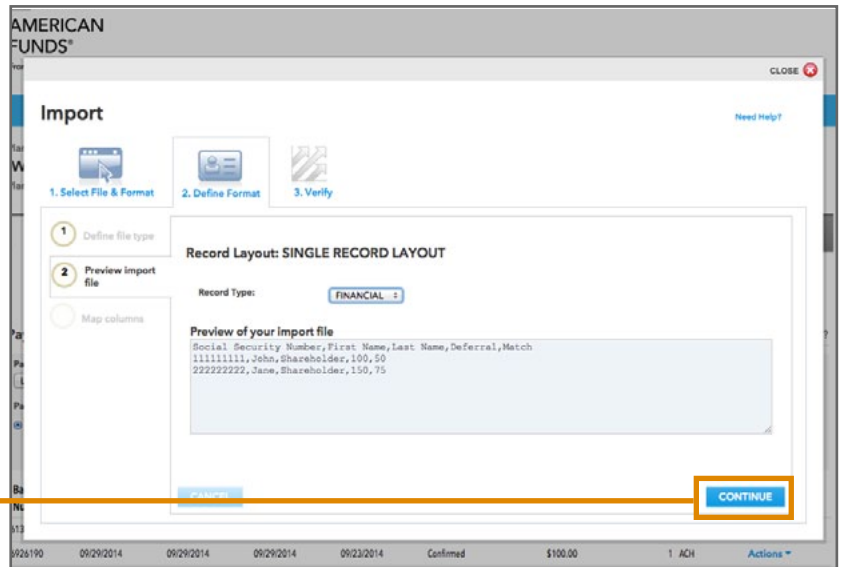 AMERICAN
FUNDS®
CLOSE
Import
Need Help?
1. Select File & Format
2. Define Format
3. Verify
1 Define file type
2 Preview import
file
Map columns
Record Layout: SINGLE RECORD LAYOUT
Record Type:
FINANCIAL
Preview of your import file
Social Security Number,First Name,Last Name,Deferral,Match
111111111,John,Shareholder,100,50
222222222,Jane,Shareholder,150,75
CANCEL
CONTINUE
6926190 09/29/2014 09/29/2014 09/29/2014 09/23/2014 Confirmed $100.00 1 ACH Actions